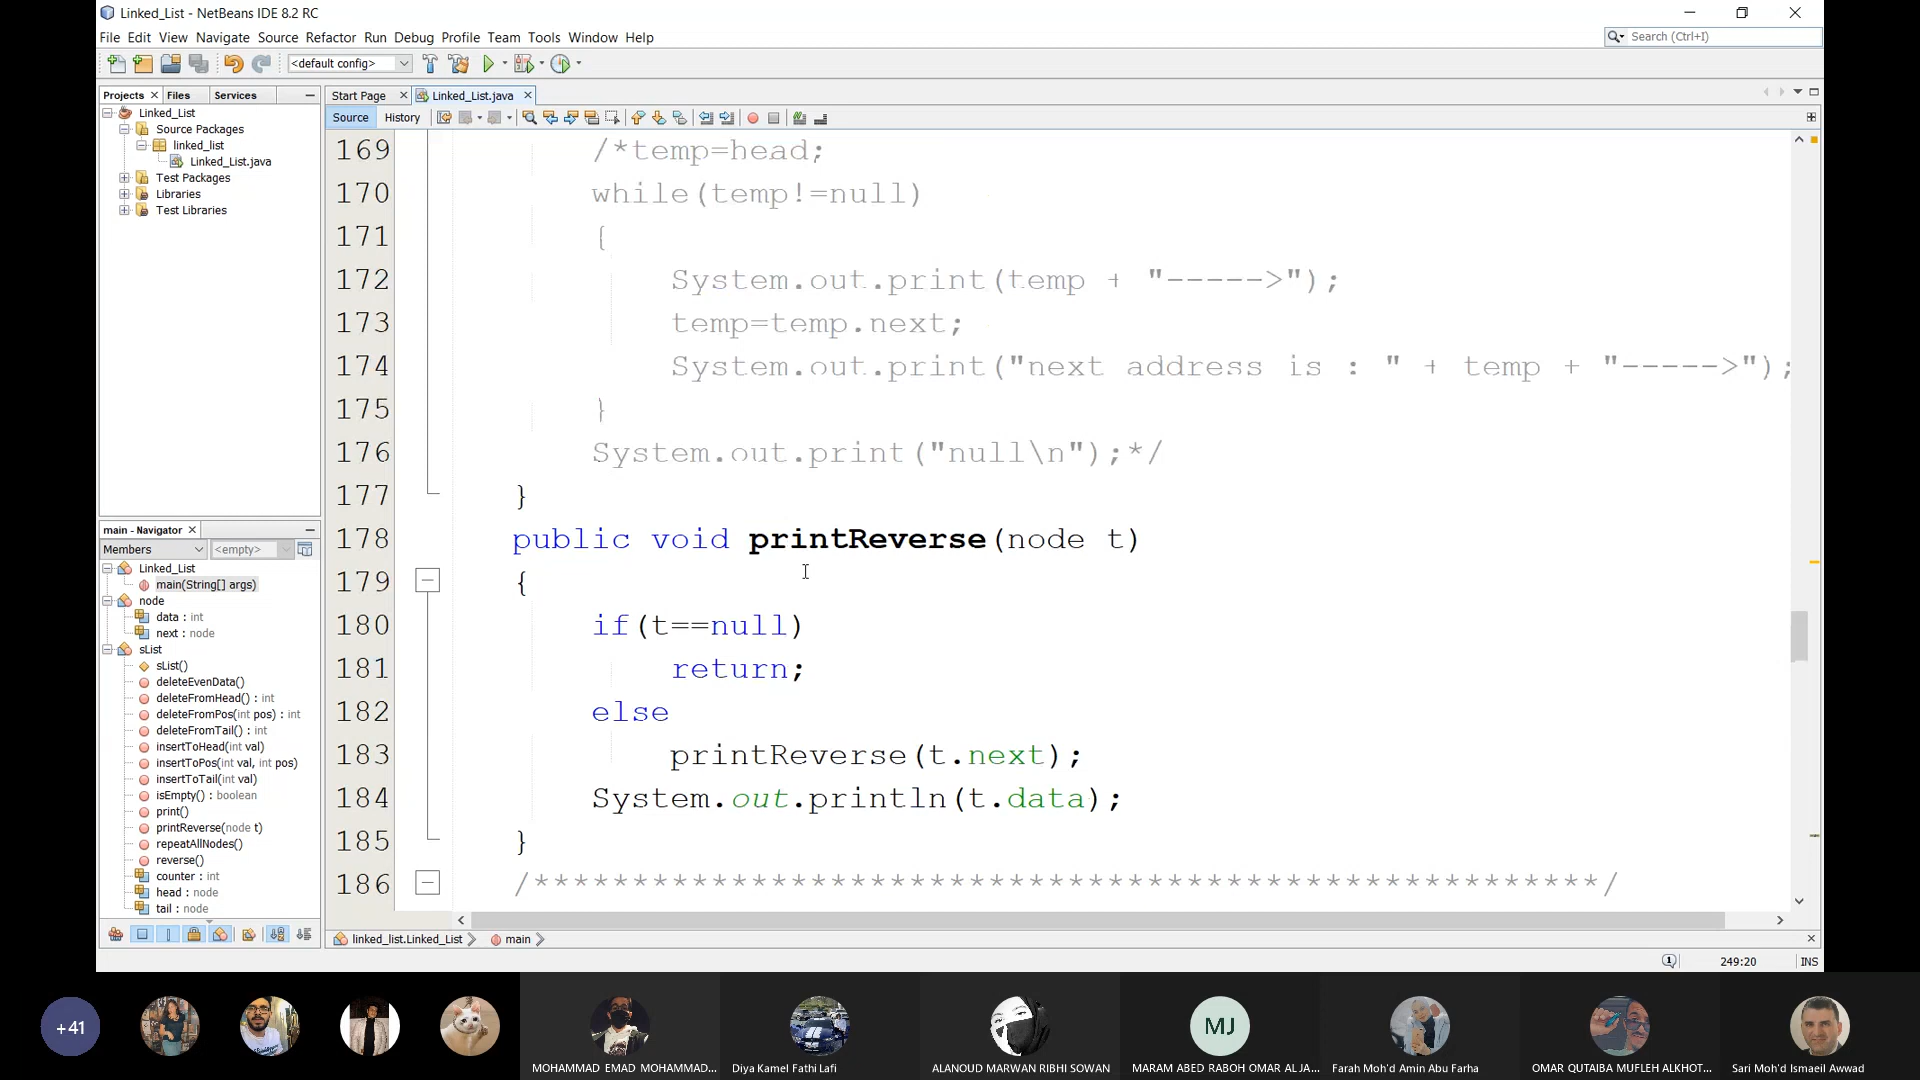 Linked_List - NetBeans IDE 8.2 RC
File Edit View Navigate Source Refactor Run Debug Profile Team Tools Window Help
Search (Ctrl+I)
<default config>
Projects Files Services
Start Page Linked_List.java
Source History
Linked_List
Source Packages
linked_list
Linked_List.java
Test Packages
Libraries
Test Libraries
169 /*temp=head;
170 while(temp!=null)
171 {
172 System.out.print(temp + "----->");
173 temp=temp.next;
174 System.out.print("next address is : " + temp + "----->");
175 }
176 System.out.print("null\n");*/
177 }
178 public void printReverse(node t)
179 {
180 if(t==null)
181 return;
182 else
183 printReverse(t.next);
184 System.out.println(t.data);
185 }
186 /******************************************************/
main - Navigator
Members <empty>
Linked_List
main(String[] args)
node
data : int
next : node
sList
sList()
deleteEvenData()
deleteFromHead() : int
deleteFromPos(int pos) : int
deleteFromTail() : int
insertToHead(int val)
insertToPos(int val, int pos)
insertToTail(int val)
isEmpty() : boolean
print()
printReverse(node t)
repeatAllNodes()
reverse()
counter : int
head : node
tail : node
linked_list.Linked_List main
1 249:20 INS
+41
MJ
MOHAMMAD EMAD MOHAMMAD... Diya Kamel Fathi Lafi ALANOUD MARWAN RIBHI SOWAN MARAM ABED RABOH OMAR AL JA... Farah Moh'd Amin Abu Farha OMAR QUTAIBA MUFLEH ALKHOT... Sari Moh'd Ismaeil Awwad